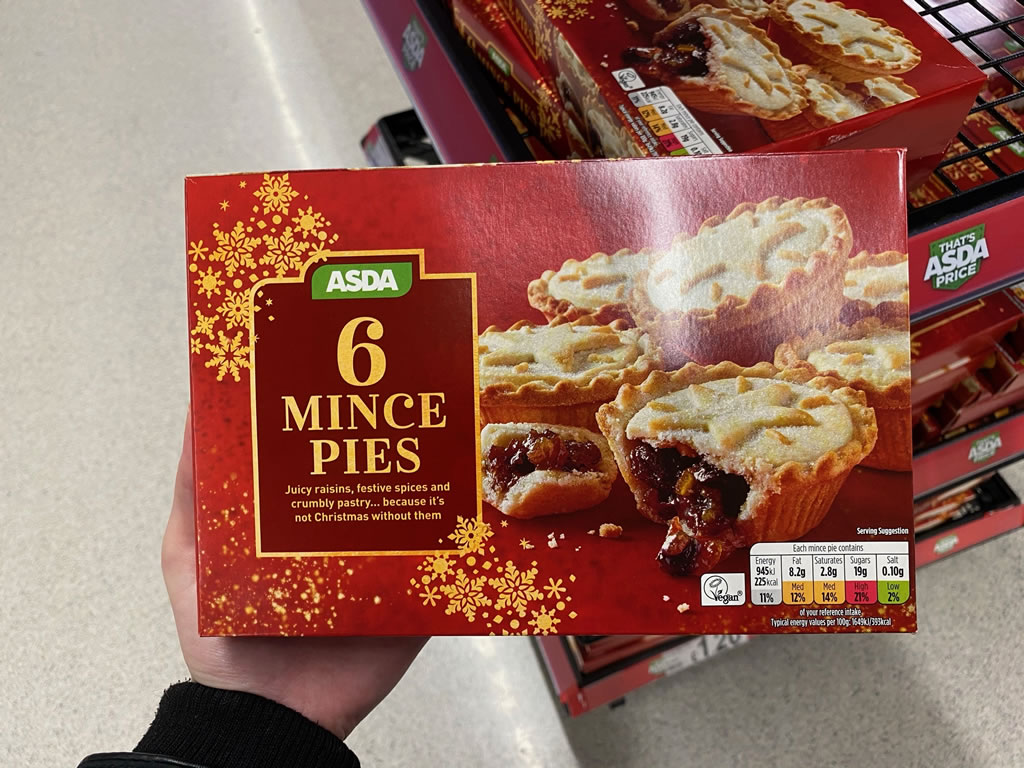 ASDA
6
MINCE
PIES
Juicy raisins, festive spices and
crumbly pastry... because it's
not Christmas without them
Serving Suggestion
Each mince pie contains
Energy Fat Saturates Sugars Salt
945kJ 8.2g 2.8g 19g 0.10g
225kcal Med Med High Low
11% 12% 14% 21% 2%
of your reference intake
Typical energy values per 100g: 1649kJ/393kcal
Vegan
THAT'S
ASDA
PRICE
ASDA